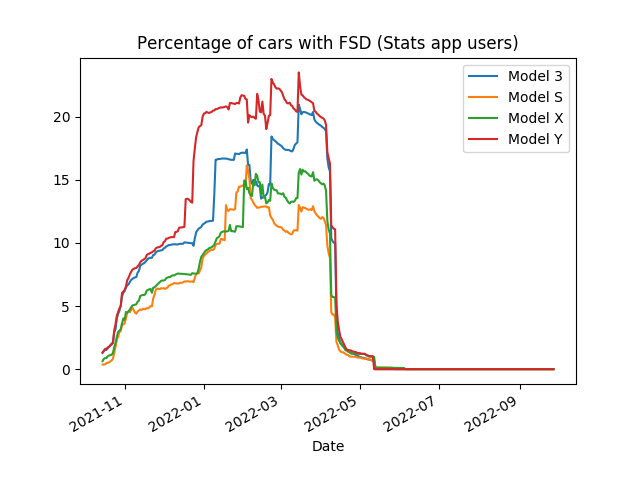 Percentage of cars with FSD (Stats app users)
Model 3
Model S
Model X
Model Y
20
15
10
5
0
2021-11
2022-01
2022-03
2022-05
2022-07
2022-09
Date